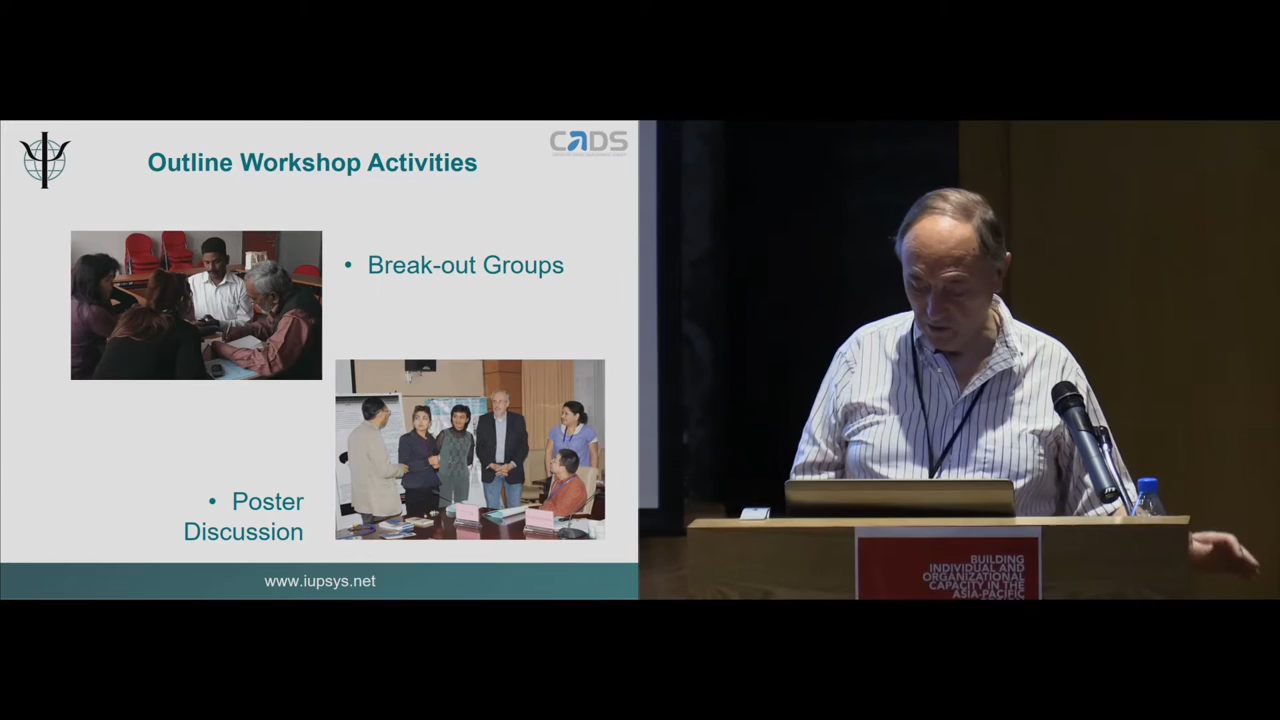 CADS
Outline Workshop Activities
• Break-out Groups
• Poster
Discussion
www.iupsys.net
BUILDING
INDIVIDUAL AND
ORGANIZATIONAL
CAPACITY IN THE
ASIA-PACIFIC